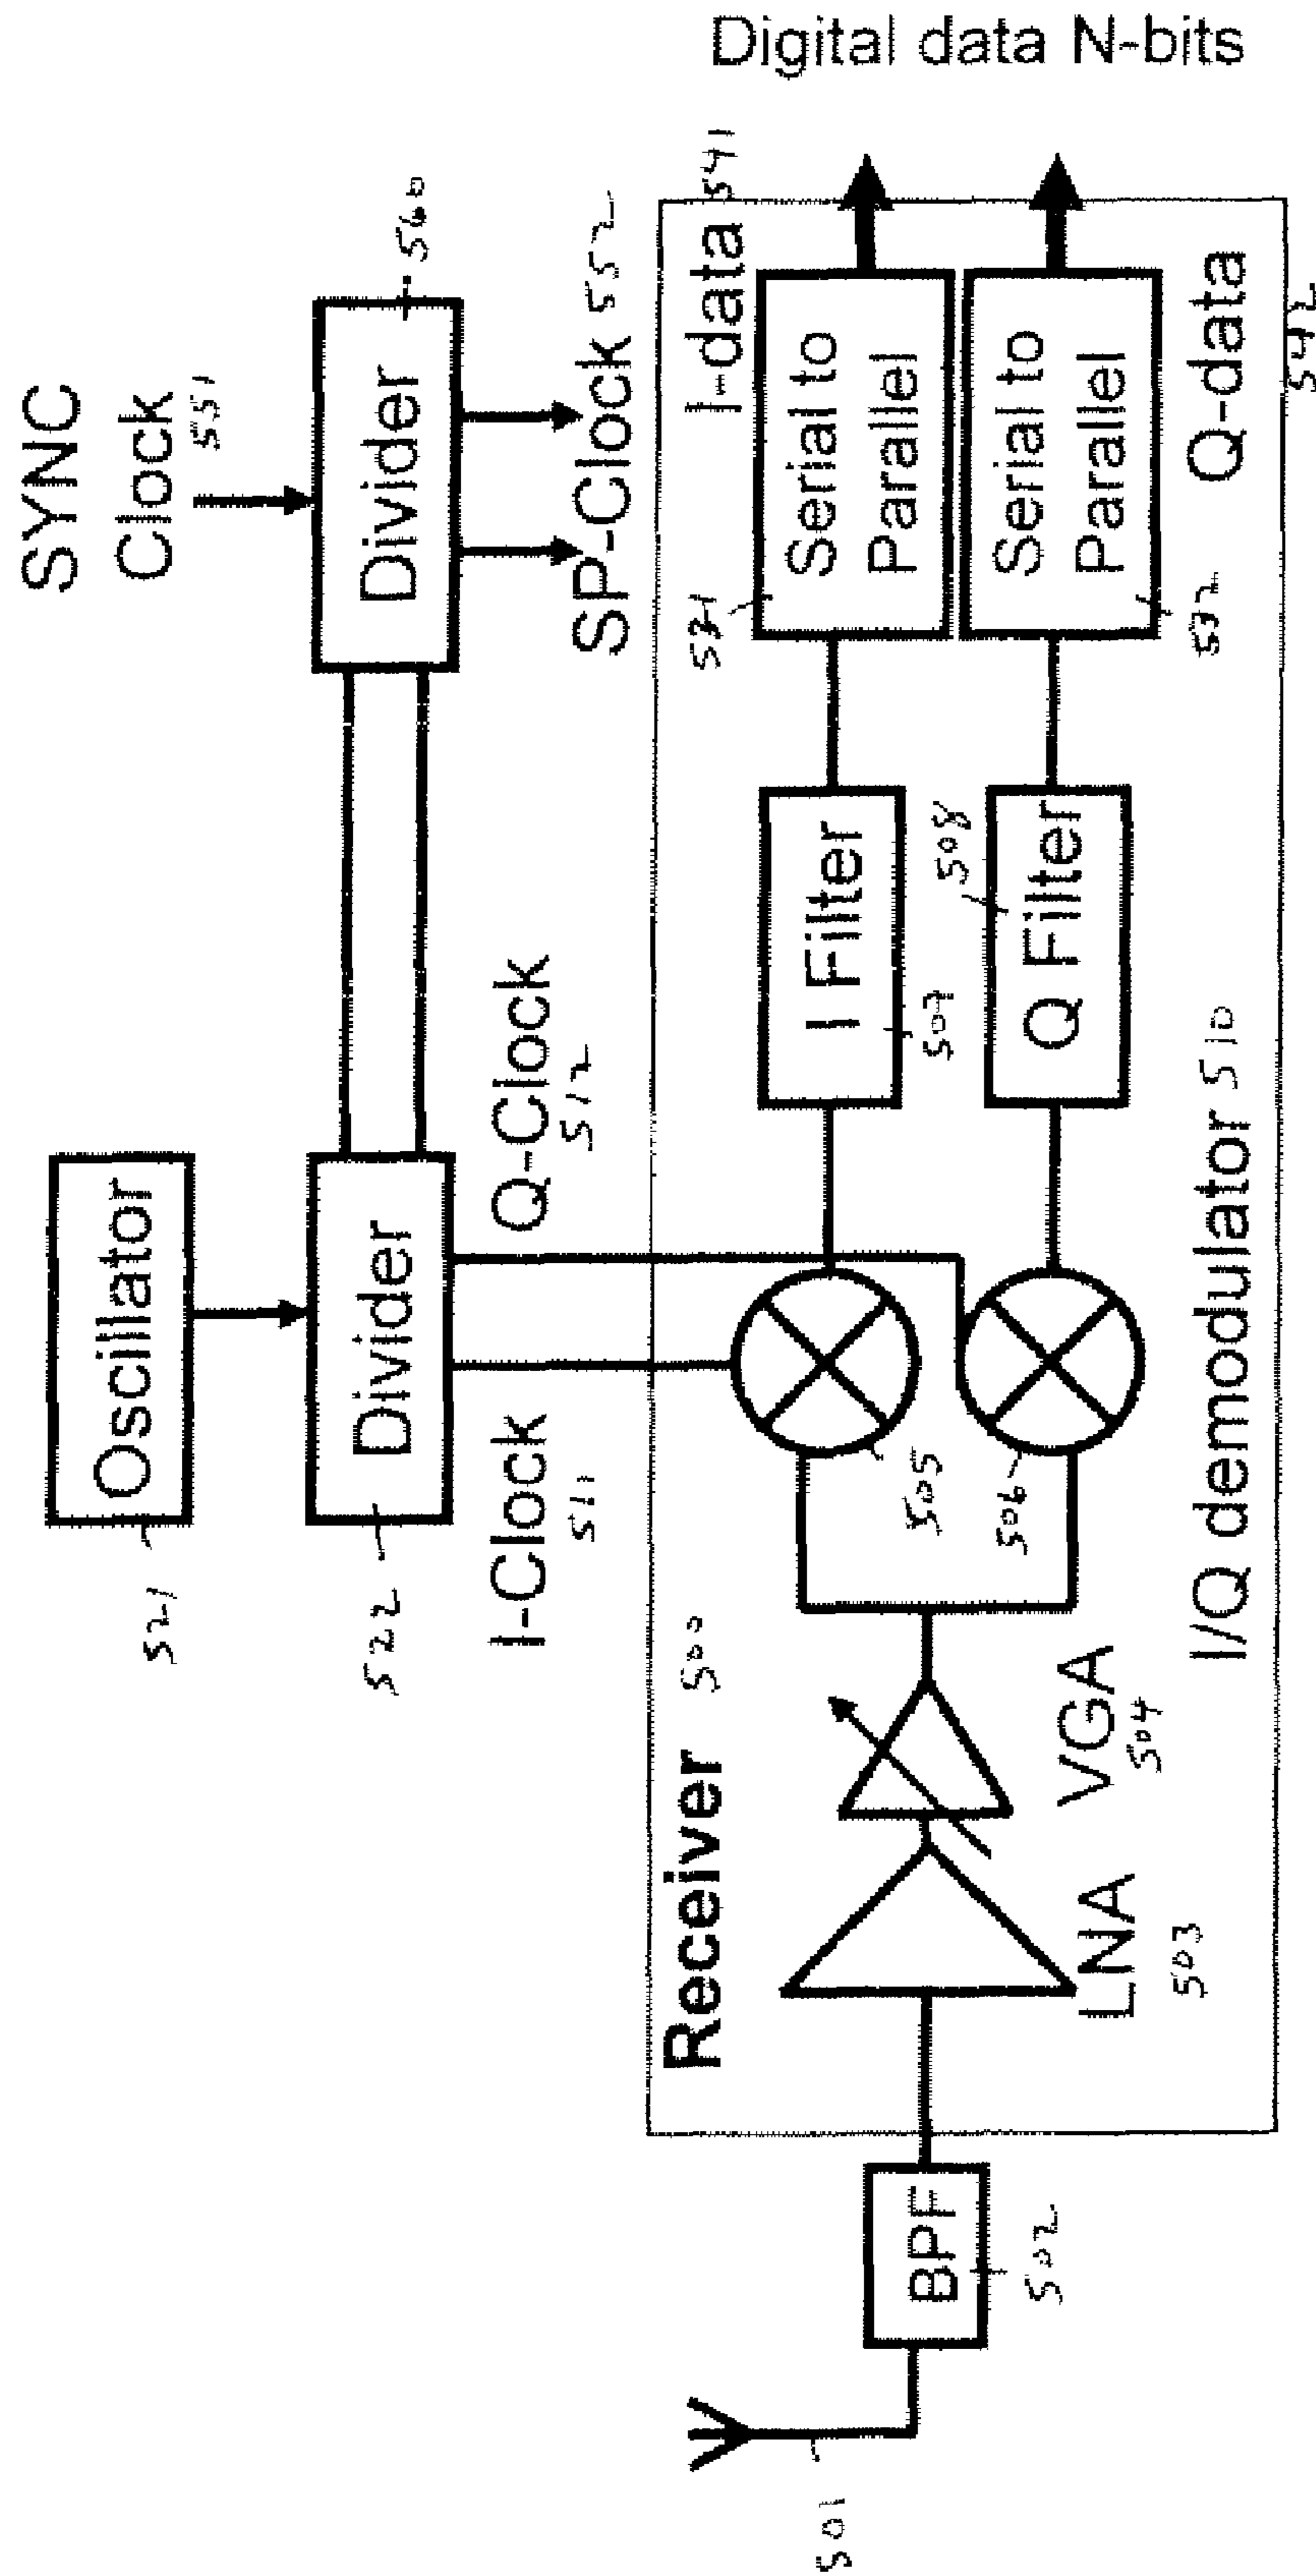 SYNC
Clock
551
Oscillator
521
Divider
522
Divider
560
I-Clock
511
Q-Clock
512
SP-Clock 552
Receiver 500
I-data 541
Digital data N-bits
501
BPF
502
LNA
503
VGA
504
505
506
I Filter
507
Q Filter
508
Serial to
Parallel
531
Serial to
Parallel
532
Q-data
542
I/Q demodulator 510